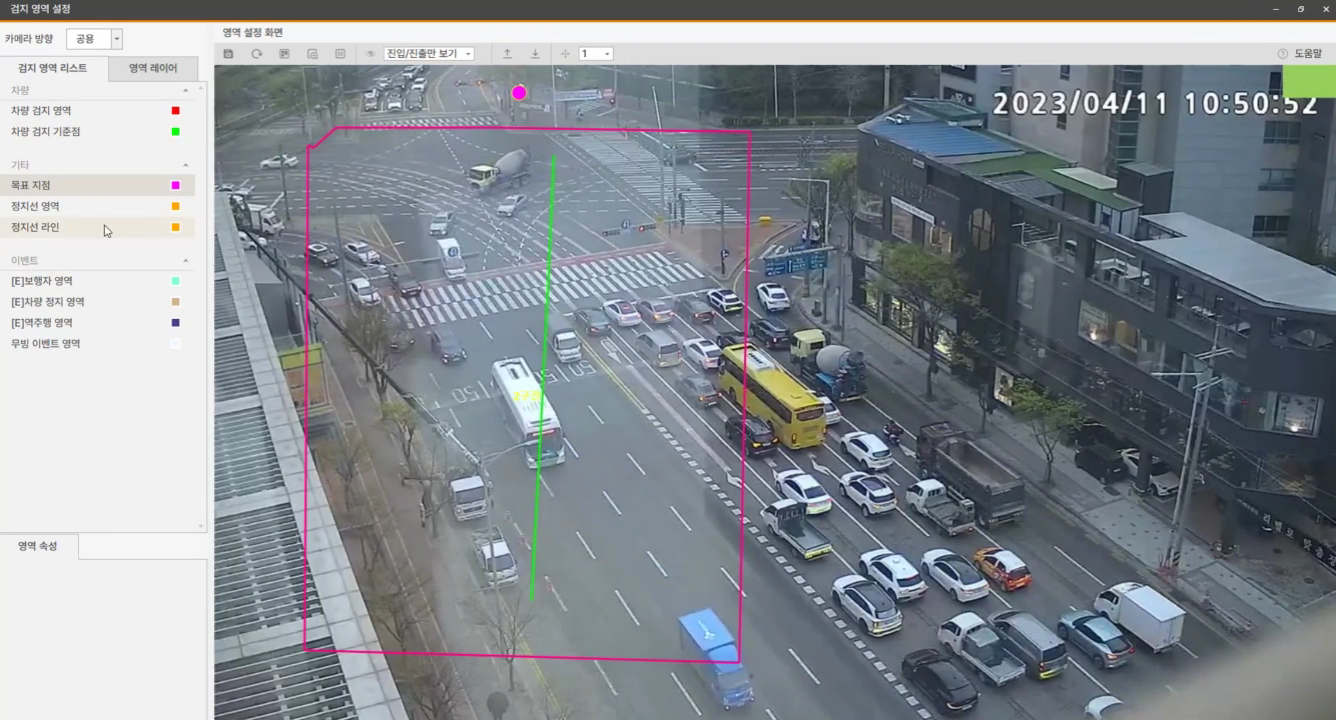 검지 영역 설정
카메라 방향
공용
검지 영역 리스트
영역 레이어
차량
차량 검지 영역
차량 검지 기준점
기타
목표 지점
정지선 영역
정지선 라인
이벤트
[E]보행자 영역
[E]차량 정지 영역
[E]역주행 영역
무빙 이벤트 영역
영역 속성
영역 설정 화면
진입/진출만 보기
1
도움말
2023/04/11 10:50:52
50
50